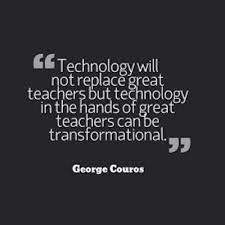 “Technology will
not replace great
teachers but technology
in the hands of great
teachers can be
transformational.”
George Couros